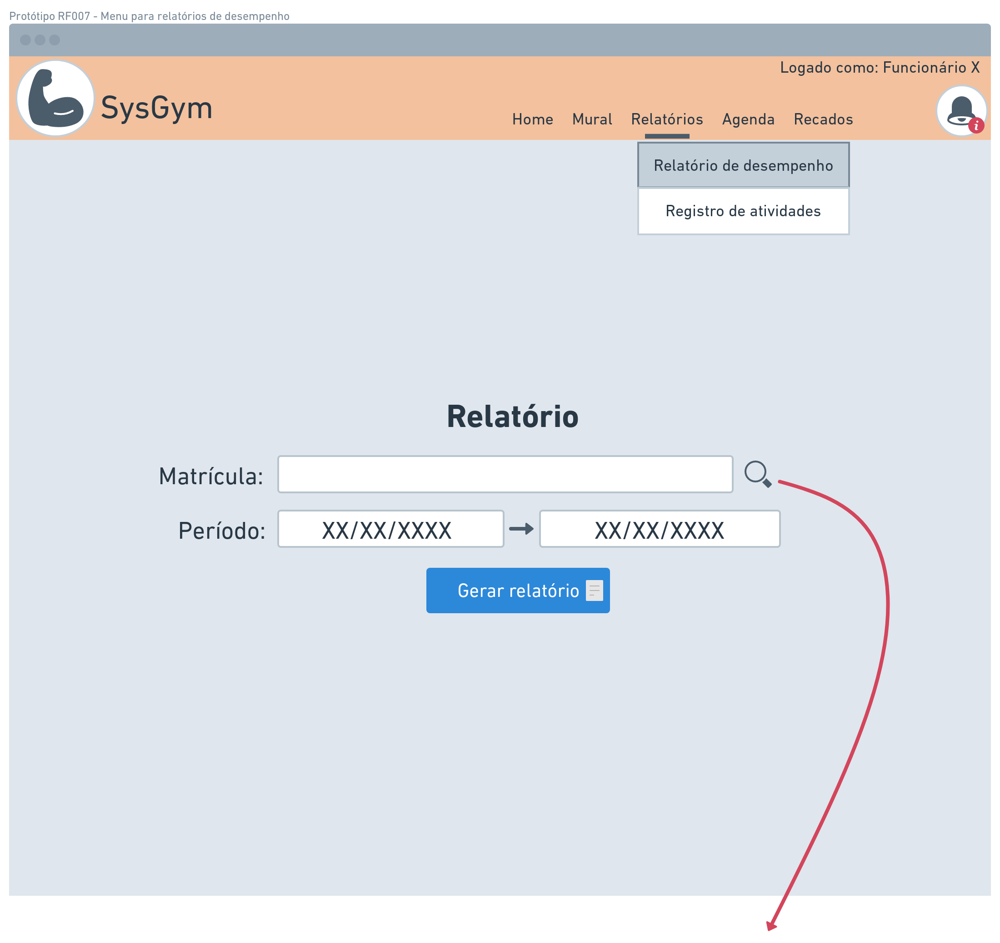 Protótipo RF007 - Menu para relatórios de desempenho
Logado como: Funcionário X
SysGym
Home Mural Relatórios Agenda Recados
i
Relatório de desempenho
Registro de atividades
Relatório
Matrícula:
Período: XX/XX/XXXX XX/XX/XXXX
Gerar relatório